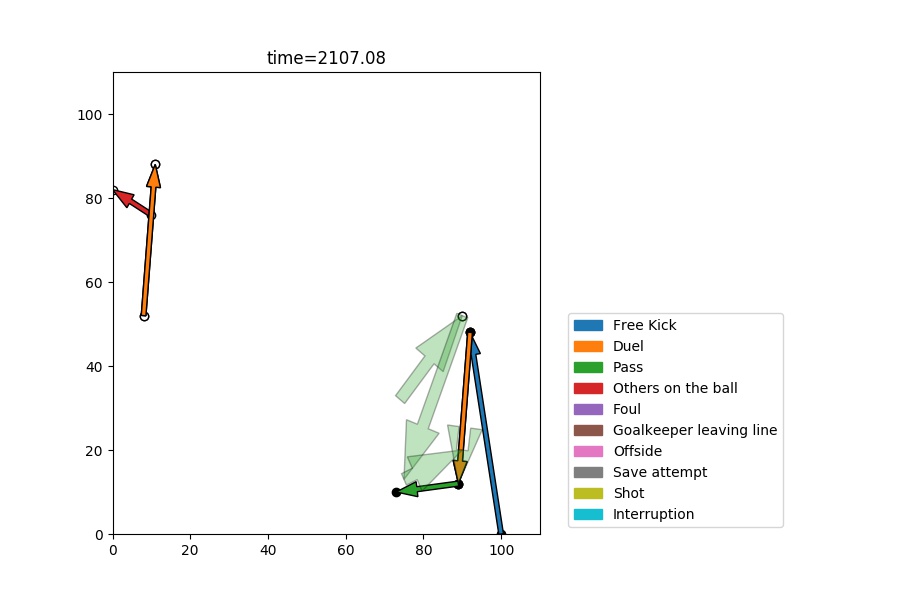 time=2107.08
100
80
60
40
20
0
0 20 40 60 80 100
Free Kick
Duel
Pass
Others on the ball
Foul
Goalkeeper leaving line
Offside
Save attempt
Shot
Interruption